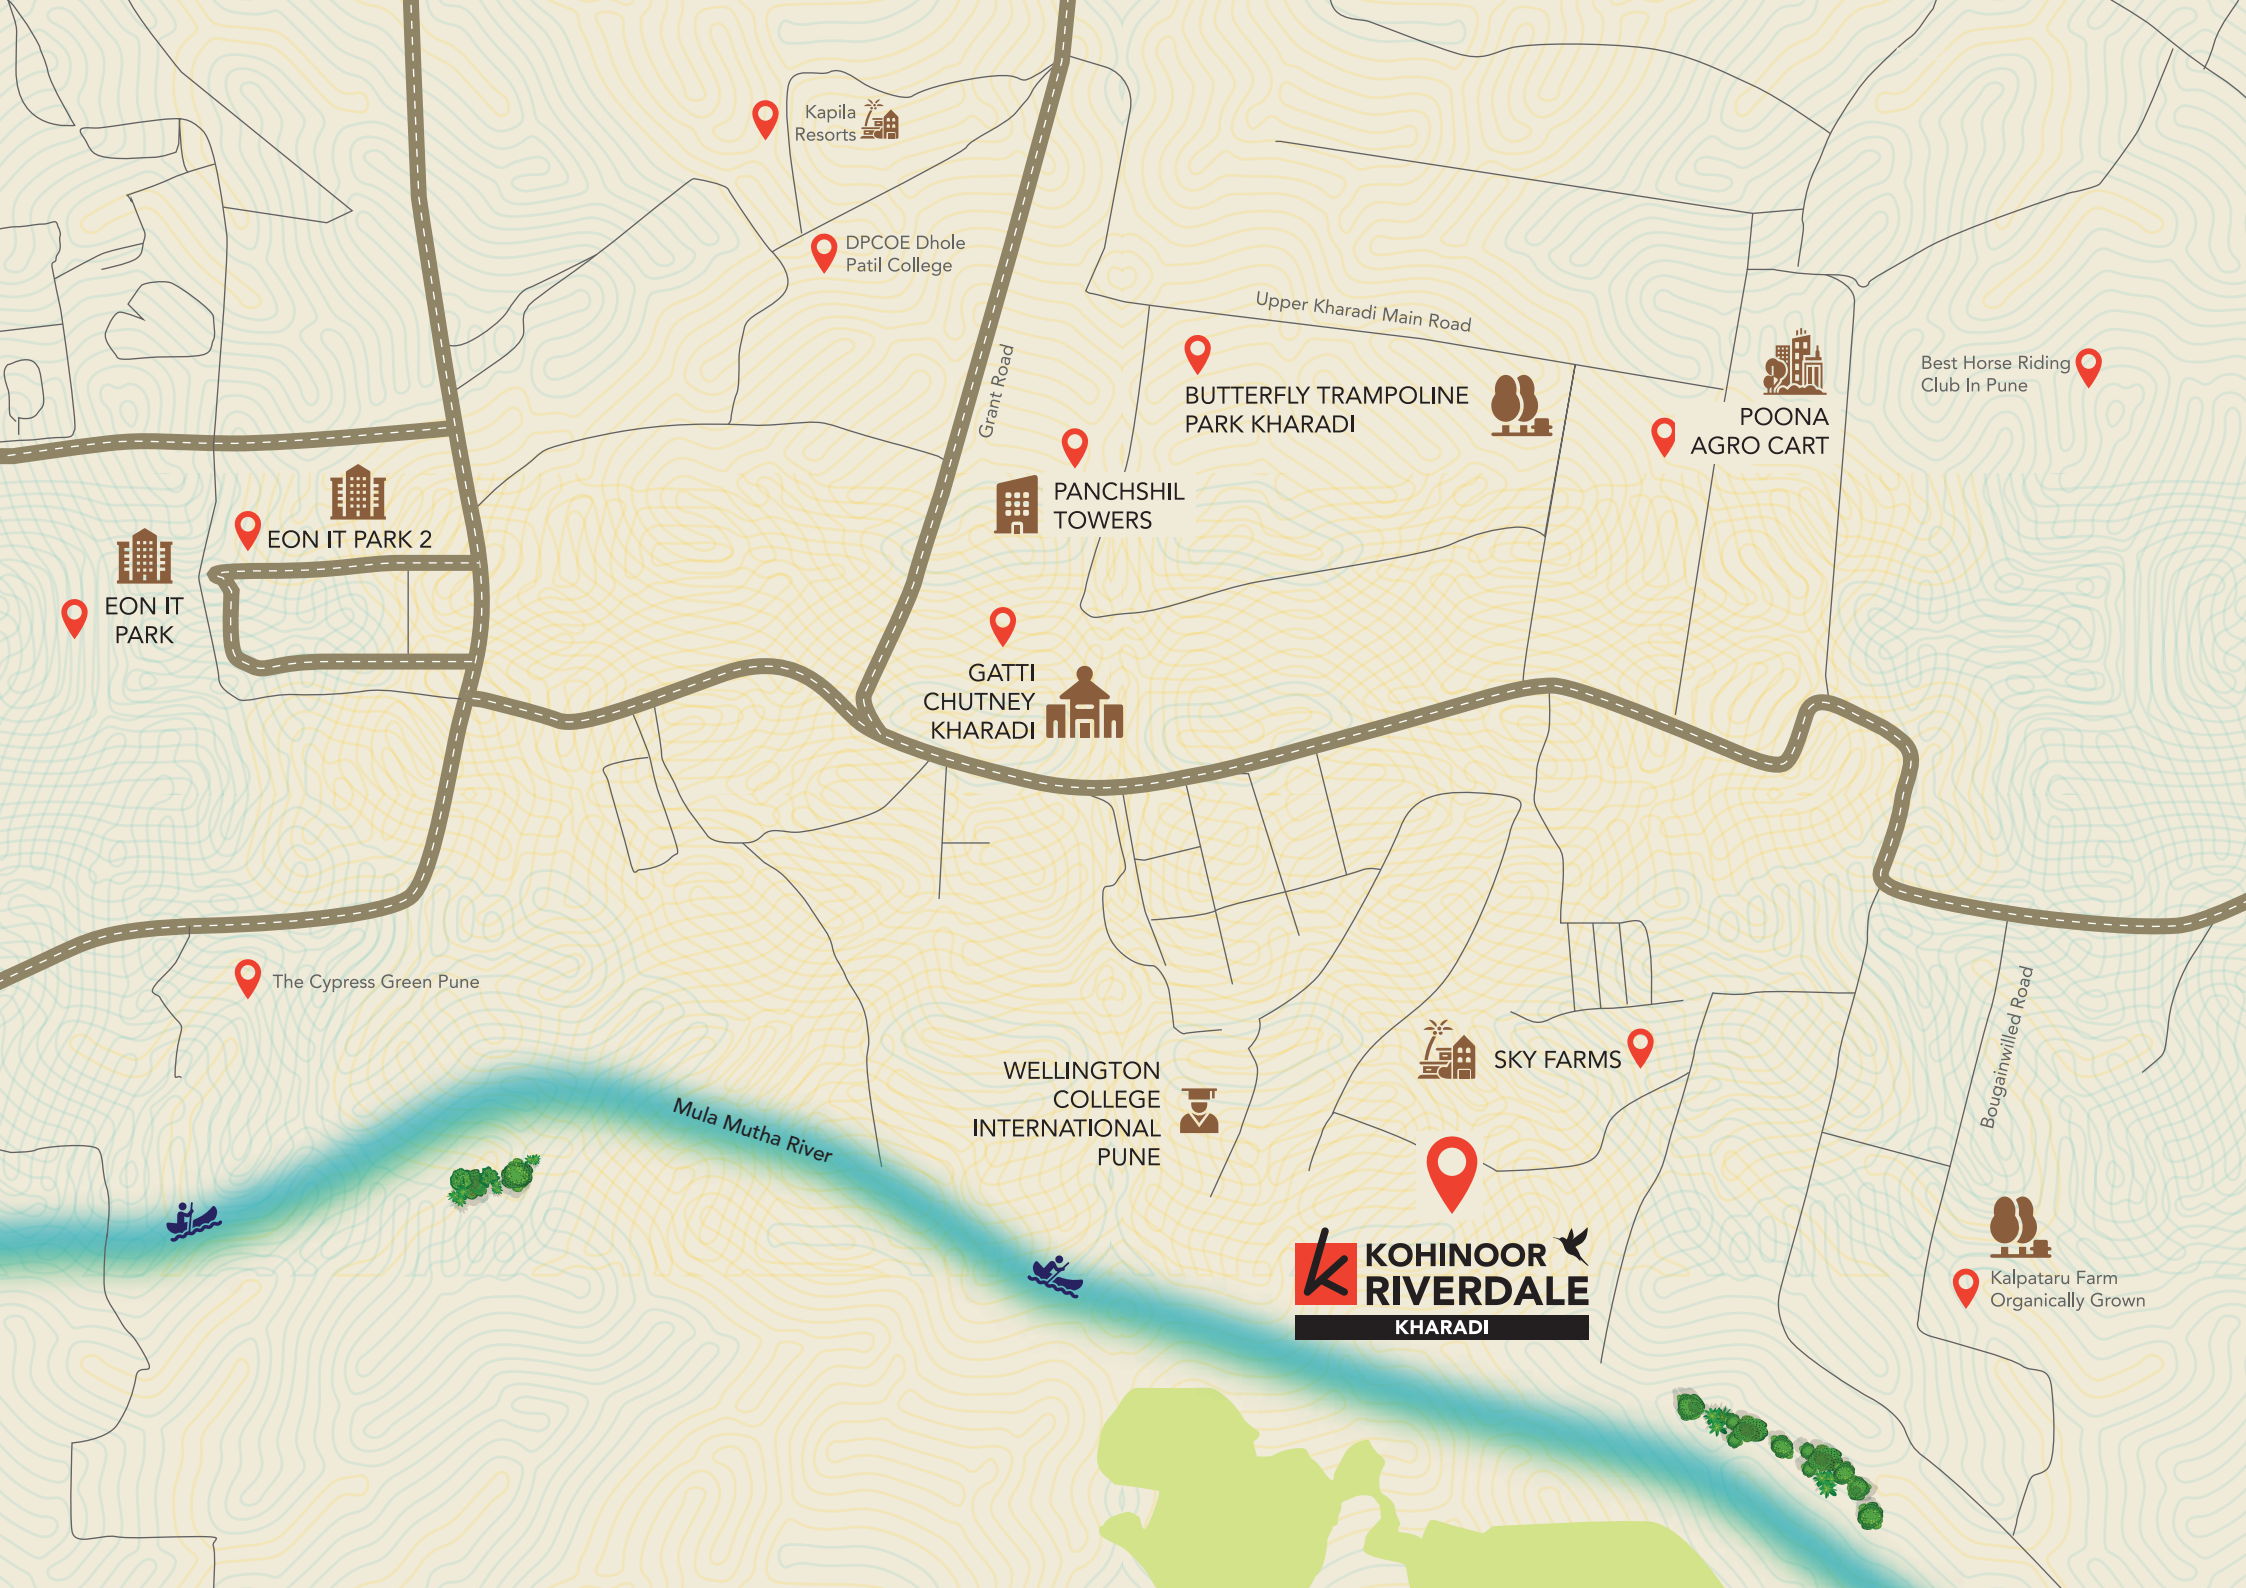 Kapila
Resorts
DPCOE Dhole
Patil College
Grant Road
Upper Kharadi Main Road
BUTTERFLY TRAMPOLINE
PARK KHARADI
POONA
AGRO CART
Best Horse Riding
Club In Pune
PANCHSHIL
TOWERS
EON IT PARK 2
EON IT
PARK
GATTI
CHUTNEY
KHARADI
The Cypress Green Pune
Mula Mutha River
WELLINGTON
COLLEGE
INTERNATIONAL
PUNE
SKY FARMS
Bougainwilled Road
k KOHINOOR
RIVERDALE
KHARADI
Kalpataru Farm
Organically Grown